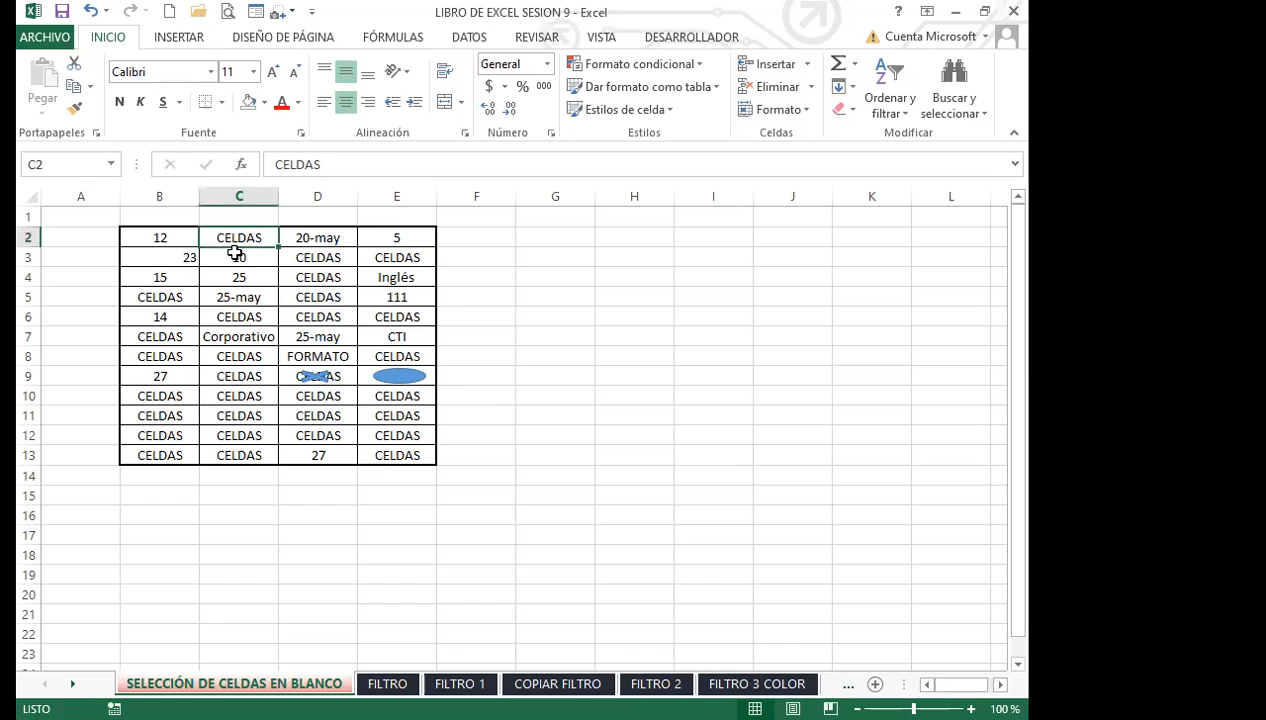 LIBRO DE EXCEL SESION 9 - Excel
ARCHIVO INICIO INSERTAR DISEÑO DE PÁGINA FÓRMULAS DATOS REVISAR VISTA DESARROLLADOR Cuenta Microsoft
Pegar
Calibri 11
N K S
General
$ % 000
Formato condicional
Dar formato como tabla
Estilos de celda
Insertar
Eliminar
Formato
Ordenar y filtrar
Buscar y seleccionar
Portapapeles Fuente Alineación Número Estilos Celdas Modificar
C2 fx CELDAS
A B C D E F G H I J K L
1
2 12 CELDAS 20-may 5
3 23 CELDAS CELDAS
4 15 25 CELDAS Inglés
5 CELDAS 25-may CELDAS 111
6 14 CELDAS CELDAS CELDAS
7 CELDAS Corporativo 25-may CTI
8 CELDAS CELDAS FORMATO CELDAS
9 27 CELDAS CELDAS
10 CELDAS CELDAS CELDAS CELDAS
11 CELDAS CELDAS CELDAS CELDAS
12 CELDAS CELDAS CELDAS CELDAS
13 CELDAS CELDAS 27 CELDAS
14
15
16
17
18
19
20
21
22
23
SELECCIÓN DE CELDAS EN BLANCO FILTRO FILTRO 1 COPIAR FILTRO FILTRO 2 FILTRO 3 COLOR ...
LISTO 100 %